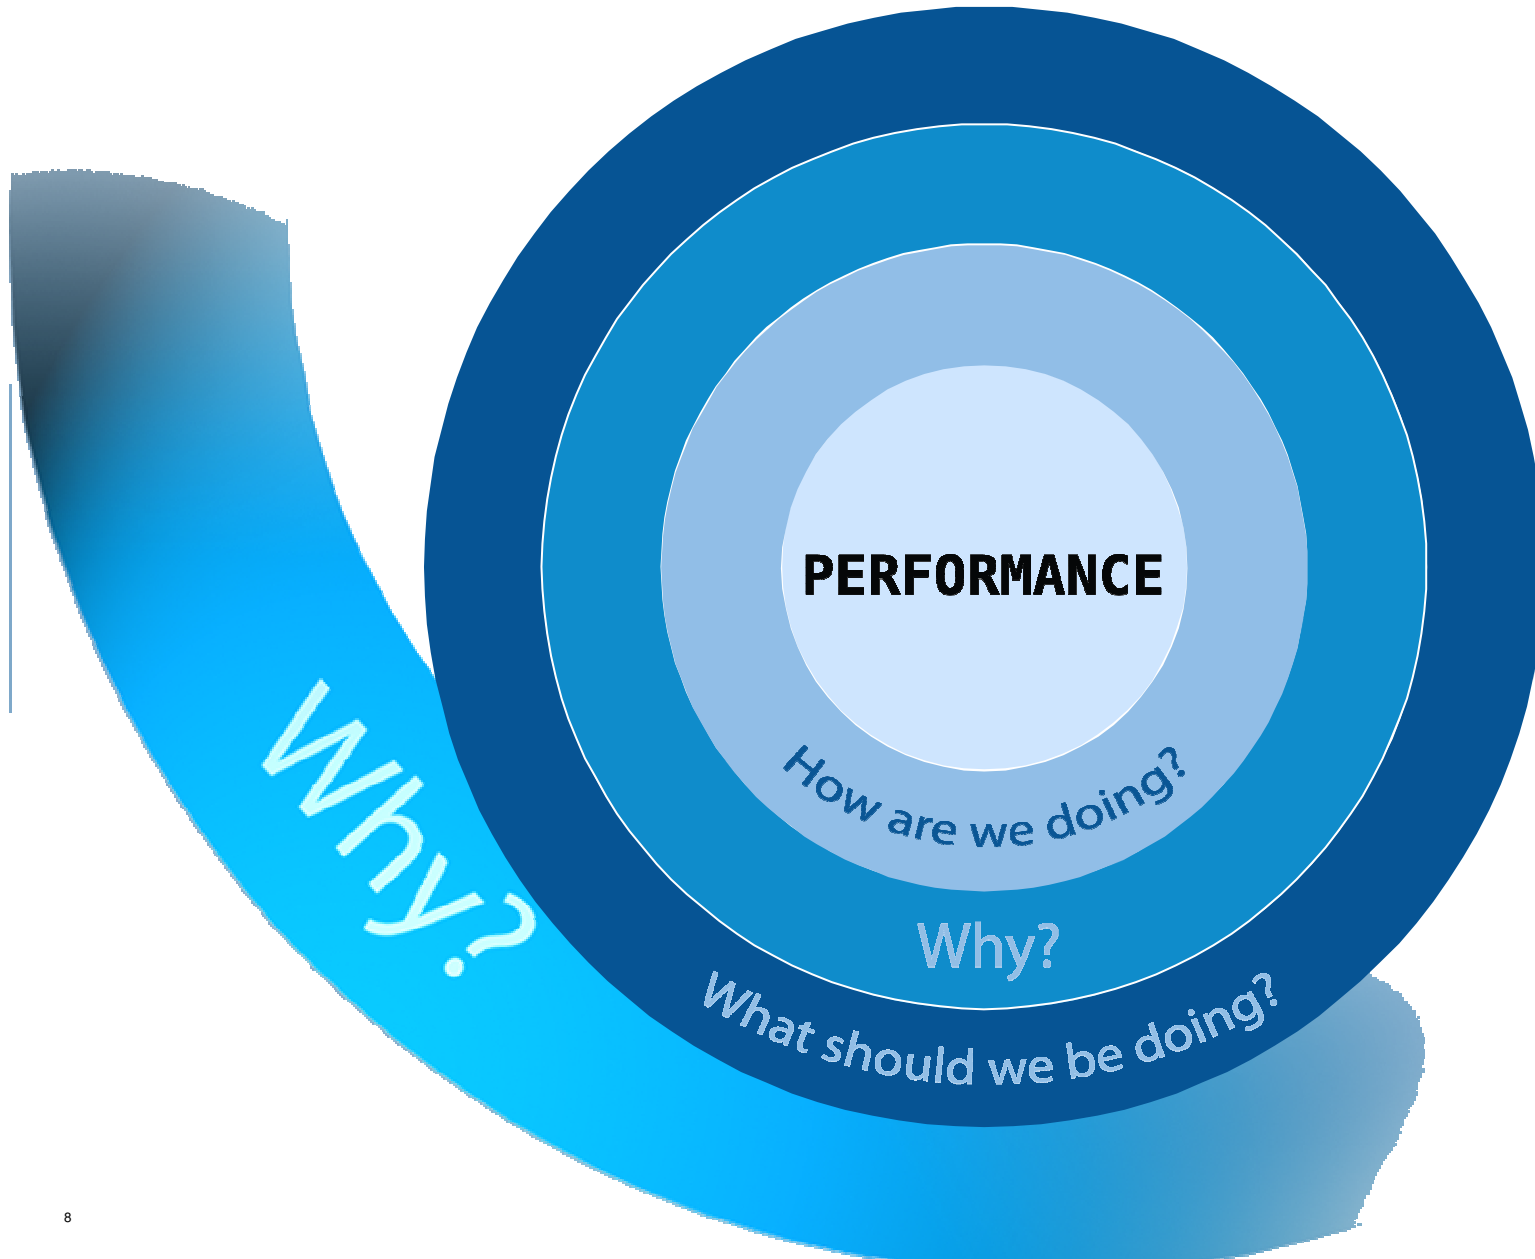 PERFORMANCE
How are we doing?
Why?
What should we be doing?
Why?
8